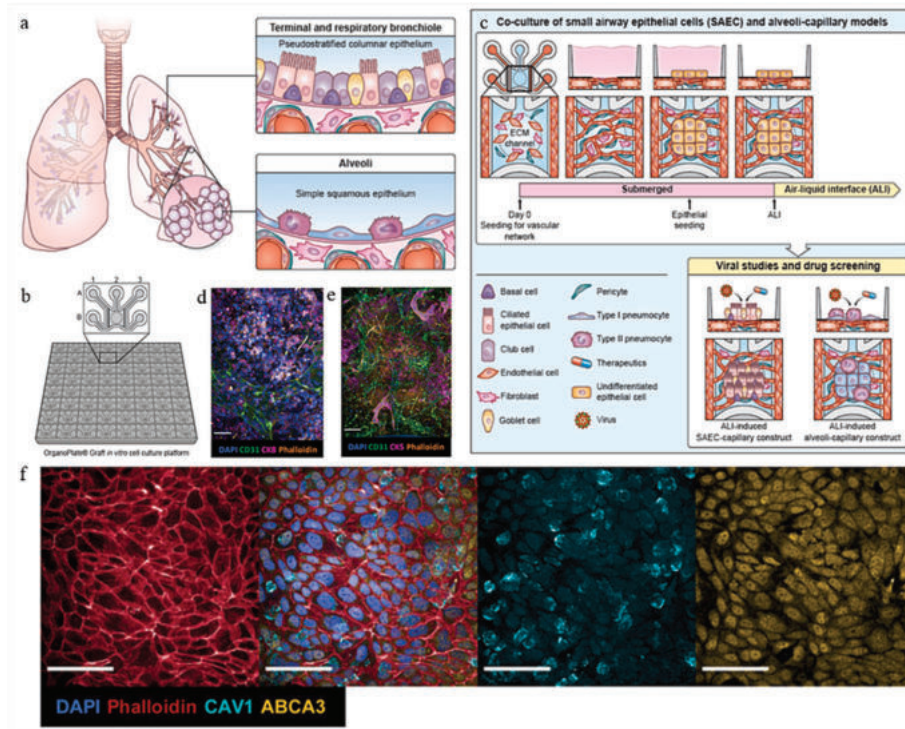 a
Terminal and respiratory bronchiole
Pseudostratified columnar epithelium
Alveoli
Simple squamous epithelium
b
1 2 3
A
B
OrganoPlate® Graft in vitro cell culture platform
d
DAPI CD31 CK8 Phalloidin
e
DAPI CD31 CK5 Phalloidin
c Co-culture of small airway epithelial cells (SAEC) and alveoli-capillary models
ECM
channel
Submerged
Air-liquid interface (ALI)
Day 0
Seeding for vascular
network
Epithelial
seeding
ALI
Basal cell
Ciliated
epithelial cell
Club cell
Endothelial cell
Fibroblast
Goblet cell
Pericyte
Type I pneumocyte
Type II pneumocyte
Therapeutics
Undifferentiated
epithelial cell
Virus
Viral studies and drug screening
ALI-induced
SAEC-capillary construct
ALI-induced
alveoli-capillary construct
f
DAPI Phalloidin CAV1 ABCA3